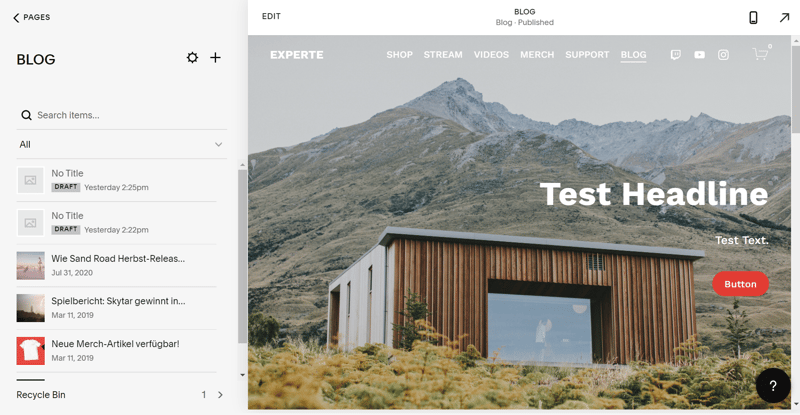 PAGES
BLOG
Search items...
All
No Title
DRAFT Yesterday 2:25pm
No Title
DRAFT Yesterday 2:22pm
Wie Sand Road Herbst-Releas...
Jul 31, 2020
Spielbericht: Skytar gewinnt in...
Mar 11, 2019
Neue Merch-Artikel verfügbar!
Mar 11, 2019
Recycle Bin 1
EDIT
BLOG
Blog · Published
EXPERTE SHOP STREAM VIDEOS MERCH SUPPORT BLOG 0
Test Headline
Test Text.
Button
?